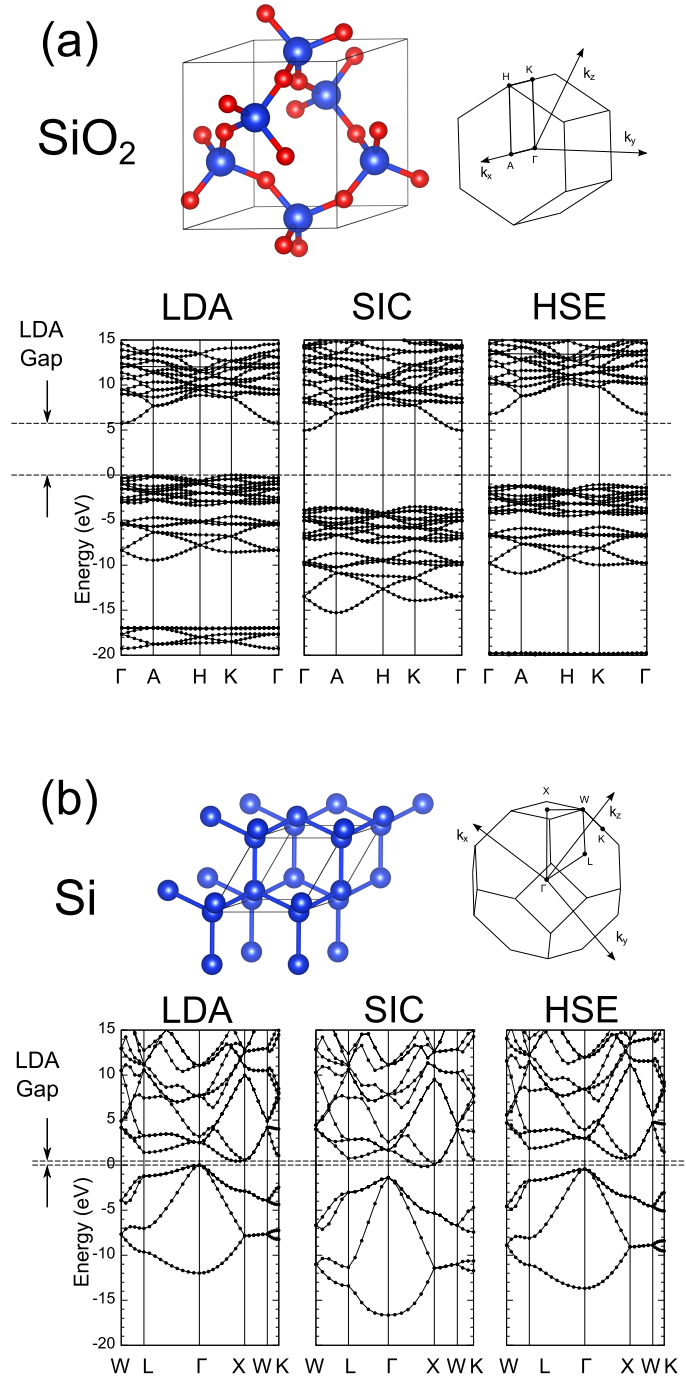 (a)
SiO2
H K kz
ky
kx A Γ
LDA SIC HSE
LDA
Gap
Energy (eV)
15
10
5
0
-5
-10
-15
-20
Γ A H K Γ Γ A H K Γ Γ A H K Γ
(b)
Si
X W
kz
kx K
L
Γ
ky
LDA SIC HSE
LDA
Gap
Energy (eV)
15
10
5
0
-5
-10
-15
-20
W L Γ X W K W L Γ X W K W L Γ X W K